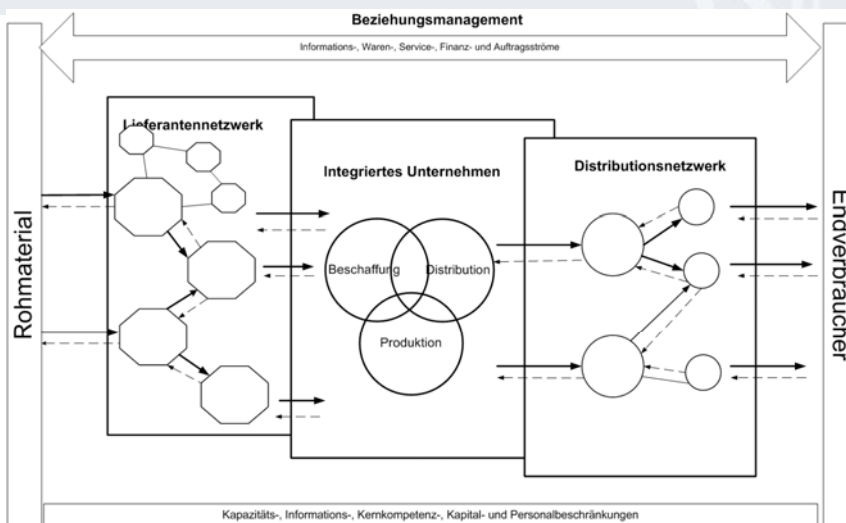 Beziehungsmanagement
Informations-, Waren-, Service-, Finanz- und Auftragsströme
Rohmaterial
Lieferantennetzwerk
Integriertes Unternehmen
Beschaffung
Distribution
Produktion
Distributionsnetzwerk
Endverbraucher
Kapazitäts-, Informations-, Kernkompetenz-, Kapital- und Personalbeschränkungen